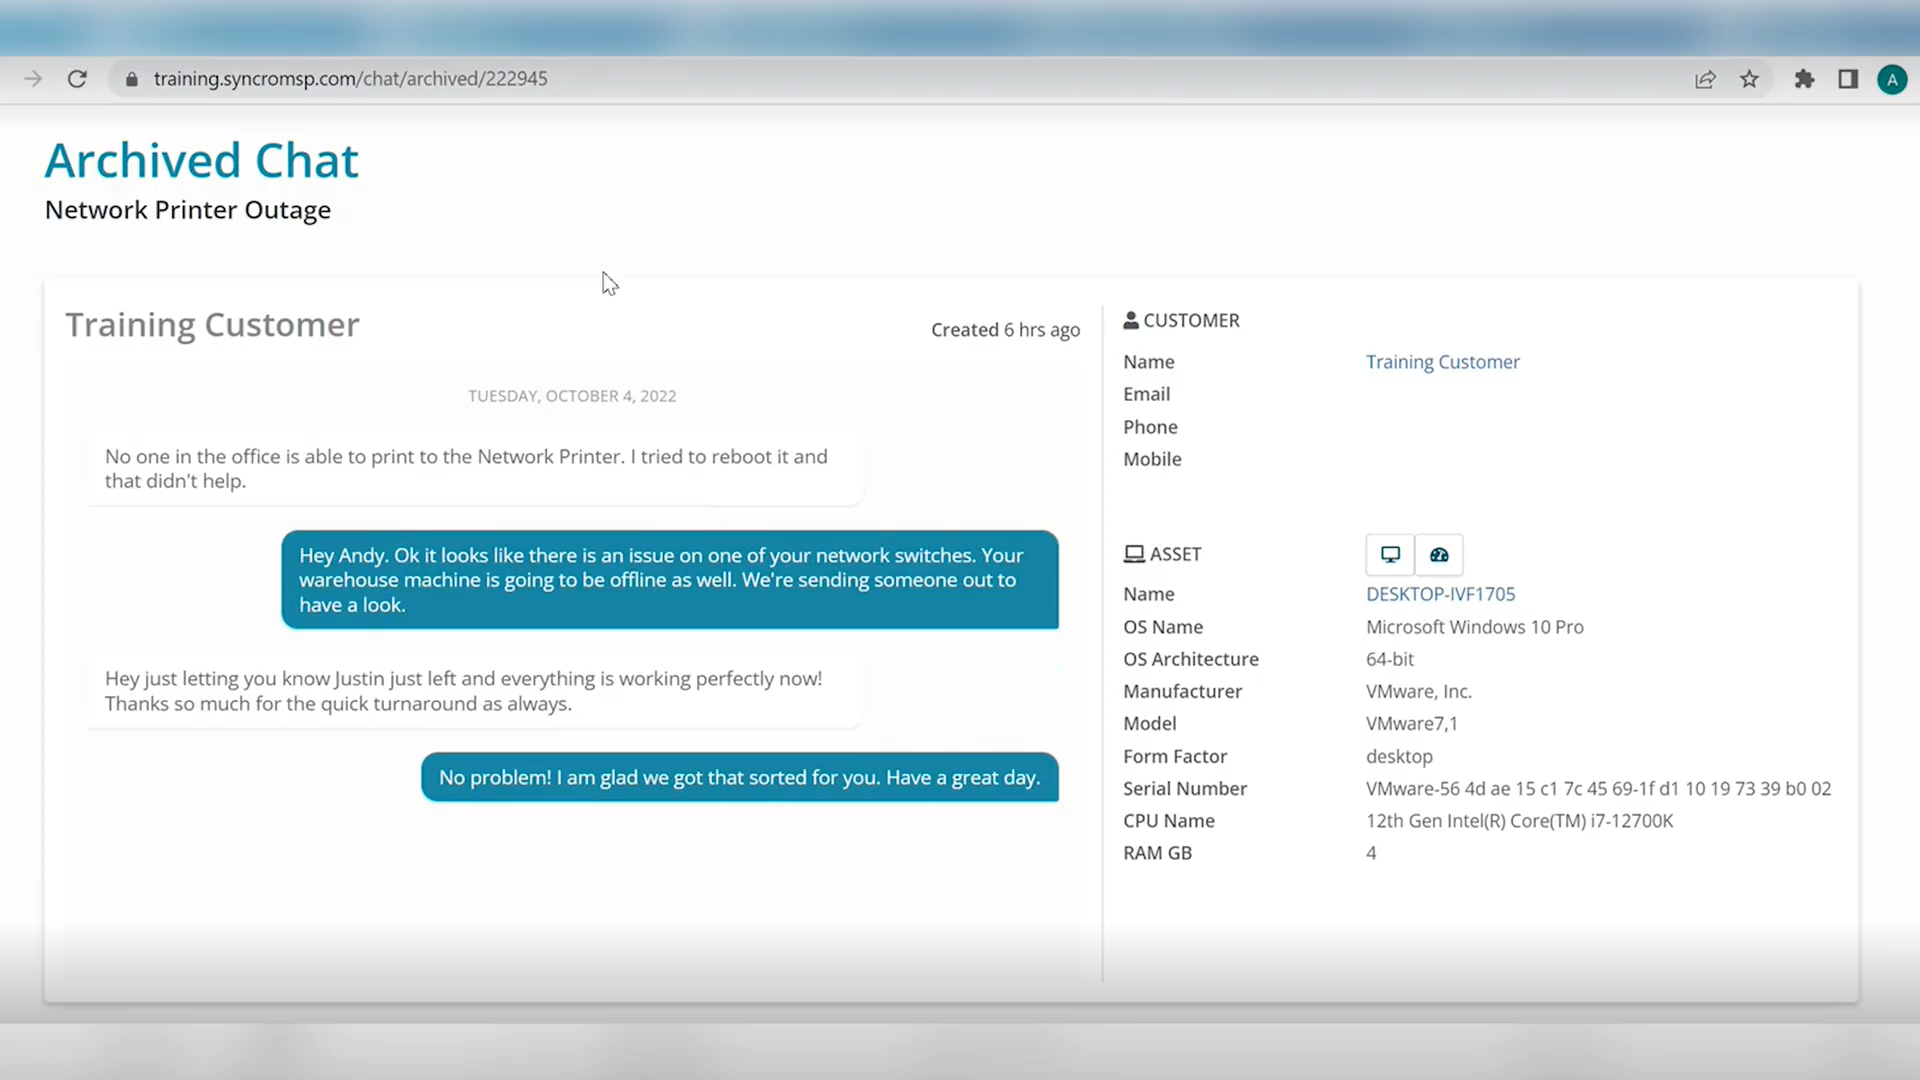 training.syncromsp.com/chat/archived/222945
A
Archived Chat
Network Printer Outage
Training Customer
Created 6 hrs ago
TUESDAY, OCTOBER 4, 2022
No one in the office is able to print to the Network Printer. I tried to reboot it and
that didn't help.
Hey Andy. Ok it looks like there is an issue on one of your network switches. Your
warehouse machine is going to be offline as well. We're sending someone out to
have a look.
Hey just letting you know Justin just left and everything is working perfectly now!
Thanks so much for the quick turnaround as always.
No problem! I am glad we got that sorted for you. Have a great day.
CUSTOMER
Name Training Customer
Email
Phone
Mobile
ASSET
Name DESKTOP-IVF1705
OS Name Microsoft Windows 10 Pro
OS Architecture 64-bit
Manufacturer VMware, Inc.
Model VMware7,1
Form Factor desktop
Serial Number VMware-56 4d ae 15 c1 7c 45 69-1f d1 10 19 73 39 b0 02
CPU Name 12th Gen Intel(R) Core(TM) i7-12700K
RAM GB 4